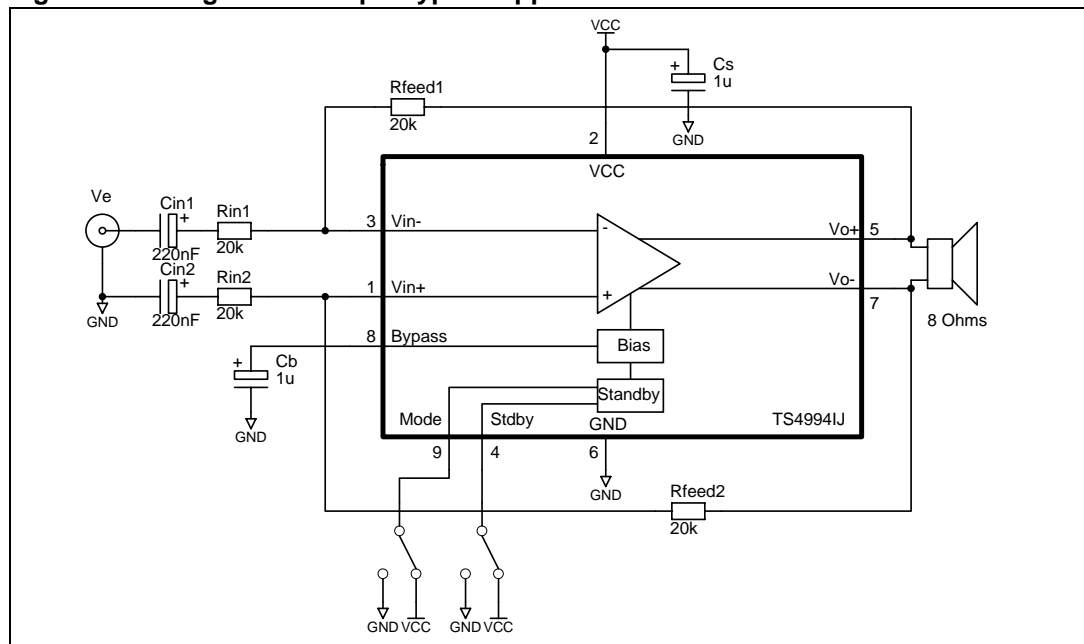 VCC
+
Cs
1u
GND
Rfeed1
20k
2
VCC
Ve
Cin1
+
220nF
Rin1
20k
3
Vin-
-
Vo+
5
Cin2
+
220nF
Rin2
20k
1
Vin+
+
Vo-
7
GND
8 Ohms
8
Bypass
Bias
+
Cb
1u
GND
Standby
Mode
Stdby
GND
TS4994IJ
9
4
6
GND
Rfeed2
20k
GND
VCC
GND
VCC